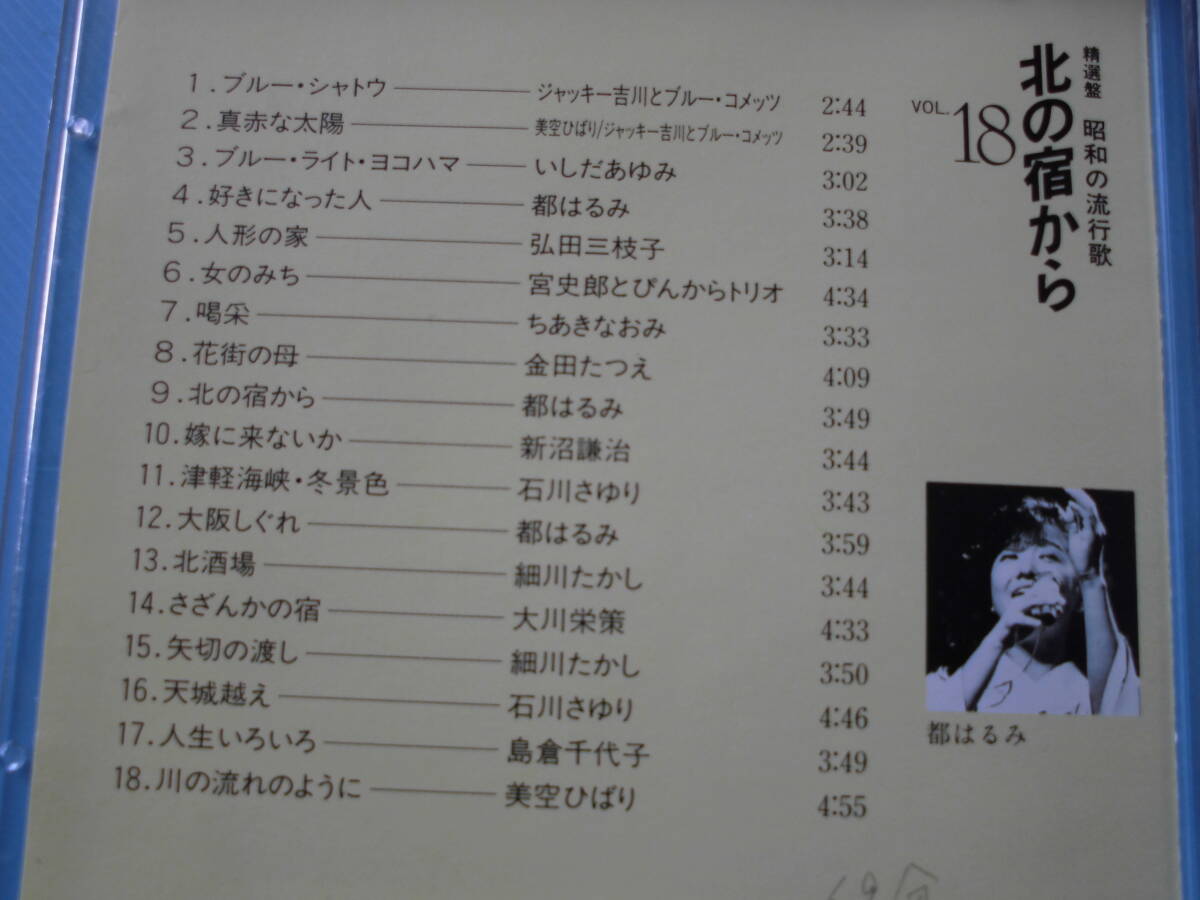 精選盤 昭和の流行歌
北の宿から
VOL. 18
1.ブルー・シャトウ ジャッキー吉川とブルー・コメッツ 2:44
2.真赤な太陽 美空ひばり/ジャッキー吉川とブルー・コメッツ 2:39
3.ブルー・ライト・ヨコハマ いしだあゆみ 3:02
4.好きになった人 都はるみ 3:38
5.人形の家 弘田三枝子 3:14
6.女のみち 宮史郎とぴんからトリオ 4:34
7.喝采 ちあきなおみ 3:33
8.花街の母 金田たつえ 4:09
9.北の宿から 都はるみ 3:49
10.嫁に来ないか 新沼謙治 3:44
11.津軽海峡・冬景色 石川さゆり 3:43
12.大阪しぐれ 都はるみ 3:59
13.北酒場 細川たかし 3:44
14.さざんかの宿 大川栄策 4:33
15.矢切の渡し 細川たかし 3:50
16.天城越え 石川さゆり 4:46
17.人生いろいろ 島倉千代子 3:49
18.川の流れのように 美空ひばり 4:55
都はるみ